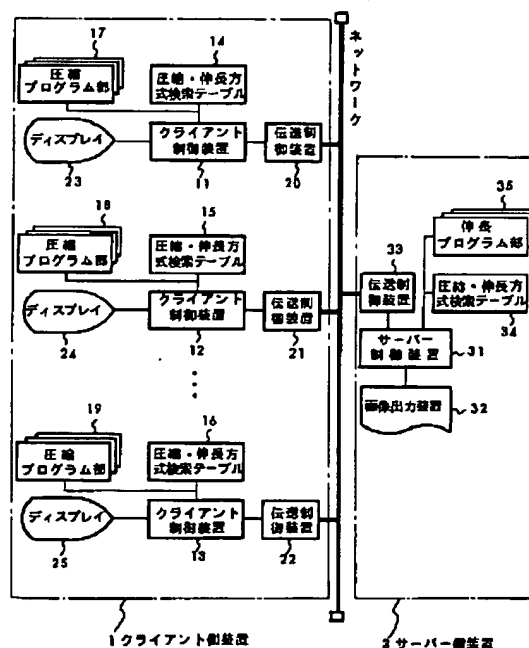 17
圧縮
プログラム部
14
圧縮・伸長方
式検索テーブル
ディスプレイ
23
クライアント
制御装置
11
伝送制
御装置
20
18
圧縮
プログラム部
15
圧縮・伸長方
式検索テーブル
ディスプレイ
24
クライアント
制御装置
12
伝送制
御装置
21
19
圧縮
プログラム部
16
圧縮・伸長方
式検索テーブル
ディスプレイ
25
クライアント
制御装置
13
伝送制
御装置
22
1 クライアント側装置
ネットワーク
35
伸長
プログラム部
33
伝送制
御装置
圧縮・伸長方
式検索テーブル
34
サーバー
制御装置
31
画像出力装置
32
3 サーバー側装置